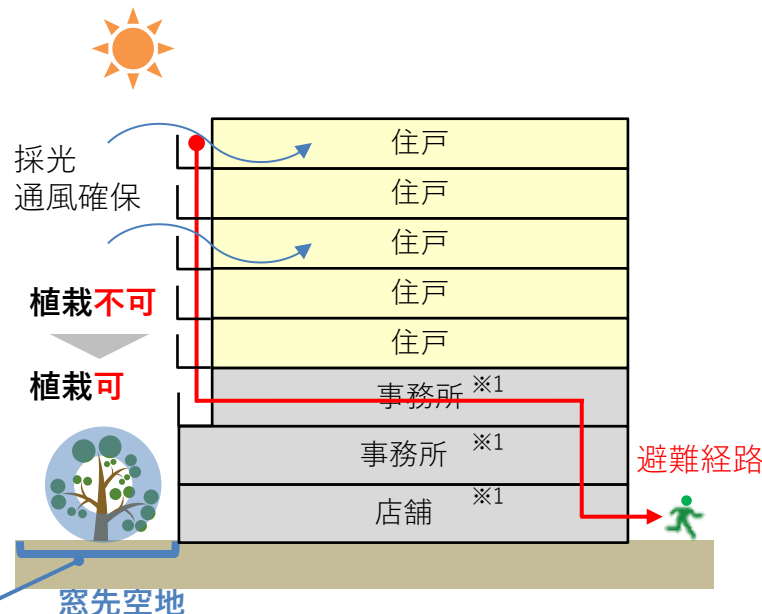 採光
通風確保
住戸
住戸
住戸
住戸
住戸
植栽不可
植栽可
事務所 ※1
事務所 ※1
店舗 ※1
避難経路
窓先空地